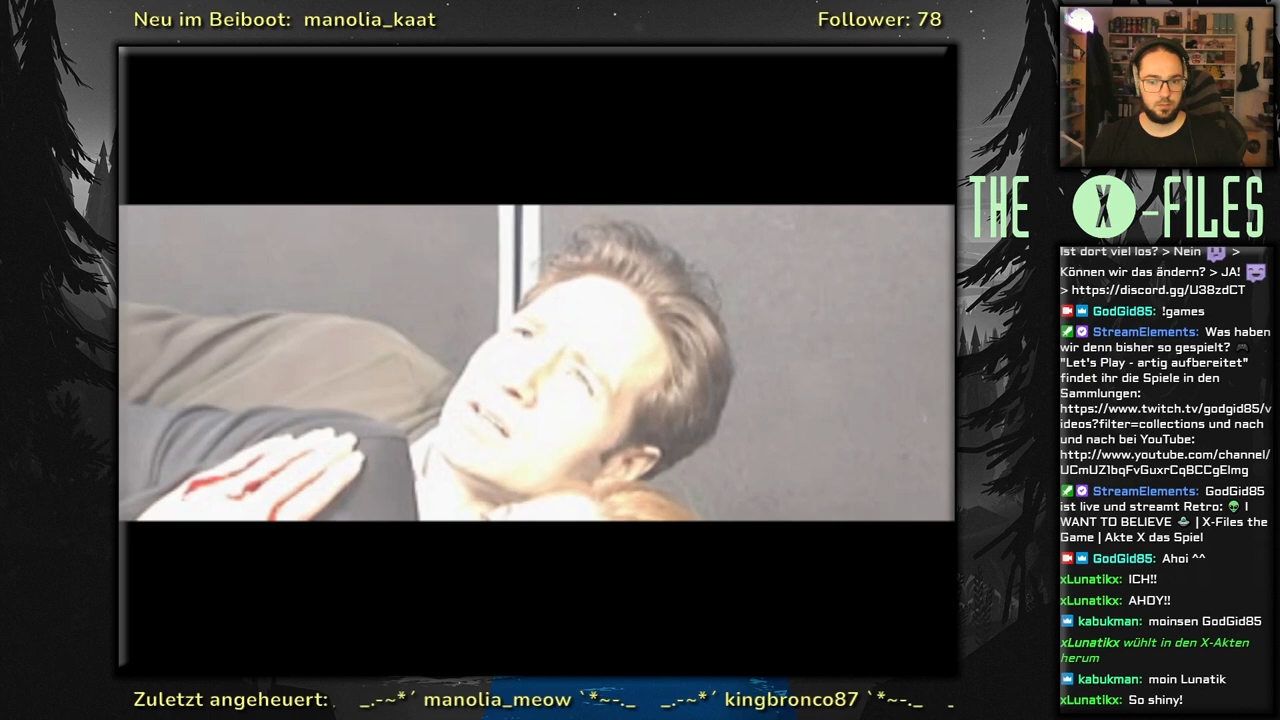 Neu im Beiboot: manolia_kaat
Follower: 78
THE X-FILES
Ist dort viel los? > Nein >
Können wir das ändern? > JA!
> https://discord.gg/U38zdCT
GodGid85: !games
StreamElements: Was haben
wir denn bisher so gespielt? 🎮
"Let's Play - artig aufbereitet"
findet ihr die Spiele in den
Sammlungen:
https://www.twitch.tv/godgid85/v
ideos?filter=collections und nach
und nach bei YouTube:
http://www.youtube.com/channel/
UCmUZ1bqFvGuxrCqBCCgElmg
StreamElements: GodGid85
ist live und streamt Retro: 👽 I
WANT TO BELIEVE 🛸 | X-Files the
Game | Akte X das Spiel
GodGid85: Ahoi ^^
xLunatikx: ICH!!
xLunatikx: AHOY!!
kabukman: moinsen GodGid85
xLunatikx wühlt in den X-Akten
herum
kabukman: moin Lunatik
xLunatikx: So shiny!
Zuletzt angeheuert: _.-~*´ manolia_meow `*~-._ _.-~*´ kingbronco87 `*~-._ -